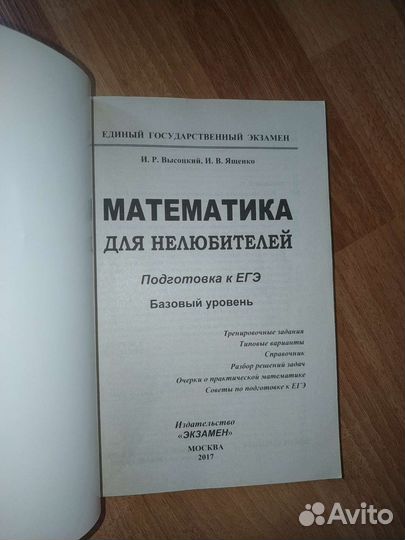 ЕДИНЫЙ ГОСУДАРСТВЕННЫЙ ЭКЗАМЕН
И. Р. Высоцкий, И. В. Ященко
МАТЕМАТИКА
ДЛЯ НЕЛЮБИТЕЛЕЙ
Подготовка к ЕГЭ
Базовый уровень
Тренировочные задания
Типовые варианты
Справочник
Разбор решений задач
Очерки о практической математике
Советы по подготовке к ЕГЭ
Издательство
«ЭКЗАМЕН»
МОСКВА
2017
Avito